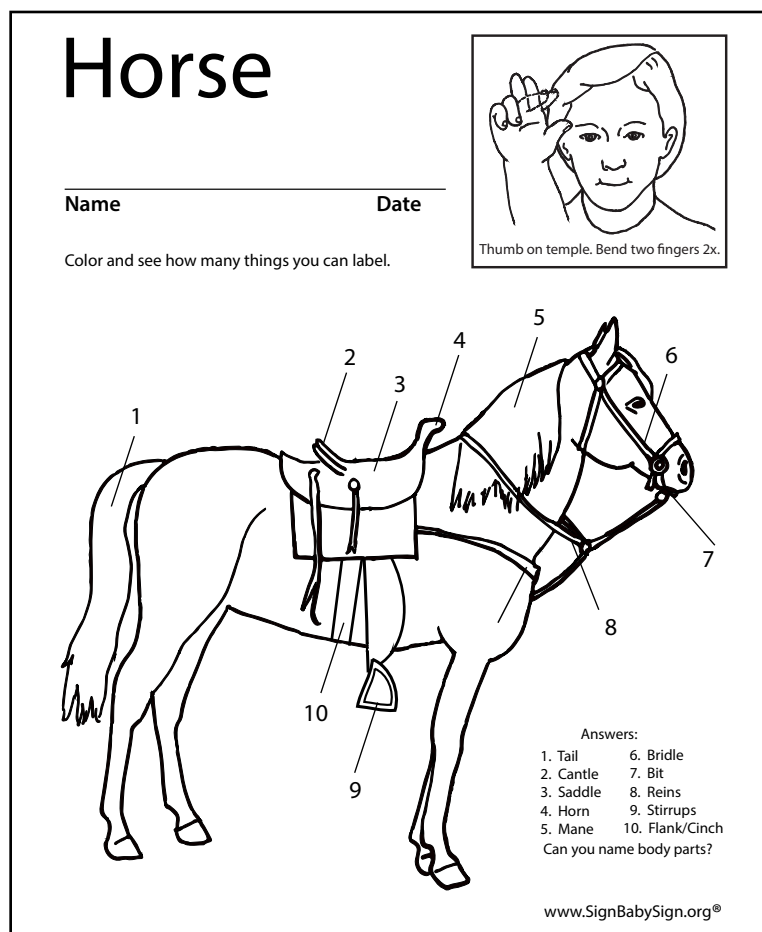 Horse
Name Date
Color and see how many things you can label.
Thumb on temple. Bend two fingers 2x.
5
4
6
2
3
1
7
8
10
9
Answers:
1. Tail 6. Bridle
2. Cantle 7. Bit
3. Saddle 8. Reins
4. Horn 9. Stirrups
5. Mane 10. Flank/Cinch
Can you name body parts?
www.SignBabySign.org®